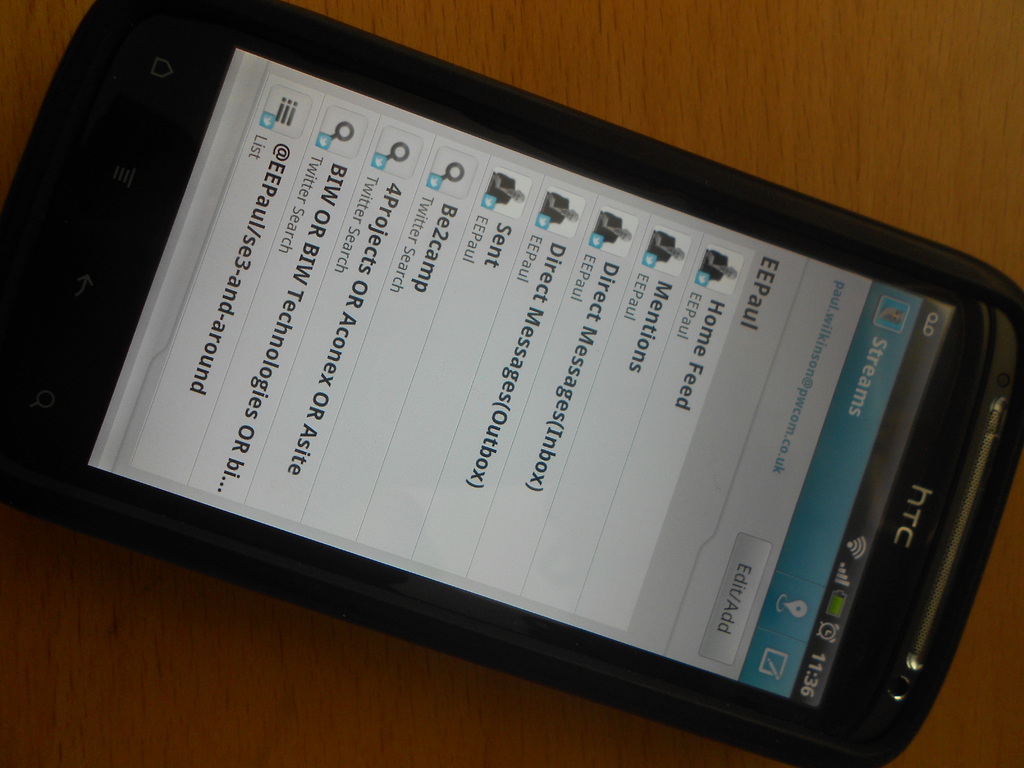 hTC
11:36
Streams
paul.wilkinson@pwcom.co.uk
Edit/Add
EEPaul
Home Feed
EEPaul
Mentions
EEPaul
Direct Messages(Inbox)
EEPaul
Direct Messages(Outbox)
EEPaul
Sent
EEPaul
Be2camp
Twitter Search
4Projects OR Aconex OR Asite
Twitter Search
BIW OR BIW Technologies OR bi...
Twitter Search
@EEPaul/se3-and-around
List